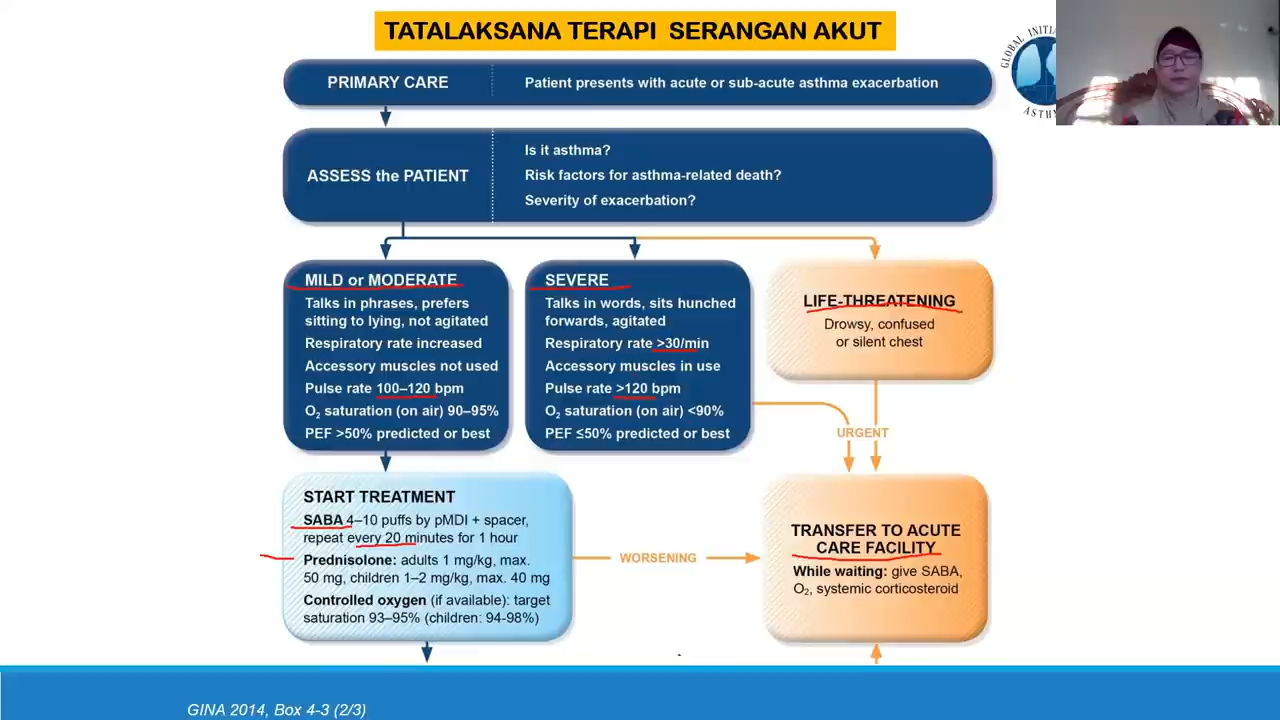 TATALAKSANA TERAPI SERANGAN AKUT
GLOBAL INITIA
ASTH
PRIMARY CARE
Patient presents with acute or sub-acute asthma exacerbation
ASSESS the PATIENT
Is it asthma?
Risk factors for asthma-related death?
Severity of exacerbation?
MILD or MODERATE
Talks in phrases, prefers
sitting to lying, not agitated
Respiratory rate increased
Accessory muscles not used
Pulse rate 100–120 bpm
O₂ saturation (on air) 90–95%
PEF >50% predicted or best
SEVERE
Talks in words, sits hunched
forwards, agitated
Respiratory rate >30/min
Accessory muscles in use
Pulse rate >120 bpm
O₂ saturation (on air) <90%
PEF ≤50% predicted or best
LIFE-THREATENING
Drowsy, confused
or silent chest
URGENT
START TREATMENT
SABA 4–10 puffs by pMDI + spacer,
repeat every 20 minutes for 1 hour
Prednisolone: adults 1 mg/kg, max.
50 mg, children 1–2 mg/kg, max. 40 mg
Controlled oxygen (if available): target
saturation 93–95% (children: 94-98%)
WORSENING
TRANSFER TO ACUTE
CARE FACILITY
While waiting: give SABA,
O₂, systemic corticosteroid
GINA 2014, Box 4-3 (2/3)